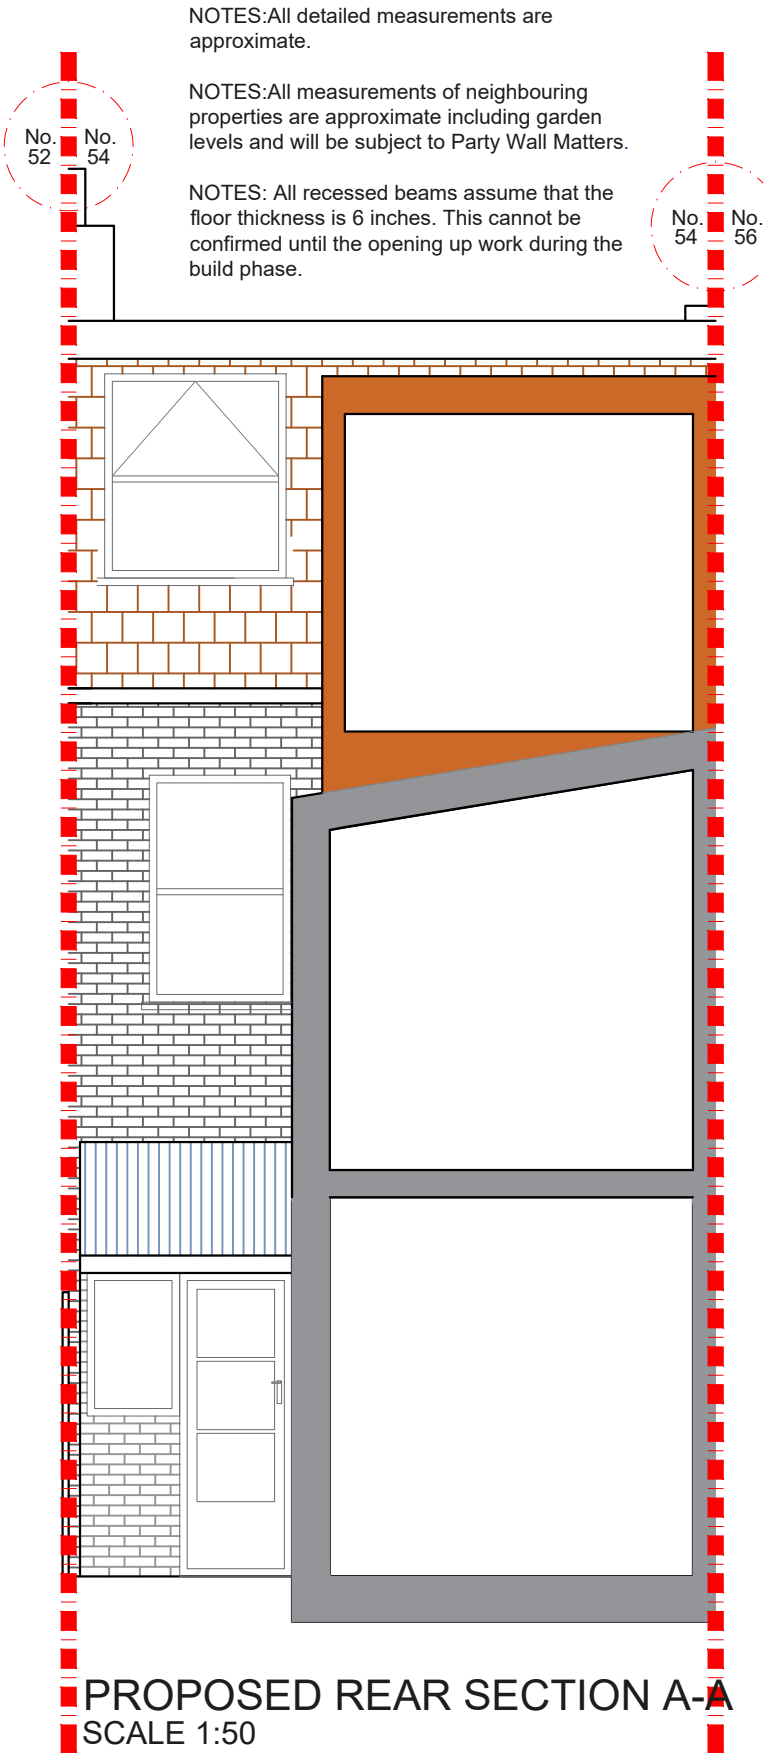 NOTES:All detailed measurements are
approximate.
NOTES:All measurements of neighbouring
properties are approximate including garden
levels and will be subject to Party Wall Matters.
NOTES: All recessed beams assume that the
floor thickness is 6 inches. This cannot be
confirmed until the opening up work during the
build phase.
No. No.
52 54
No. No.
54 56
PROPOSED REAR SECTION A-A
SCALE 1:50